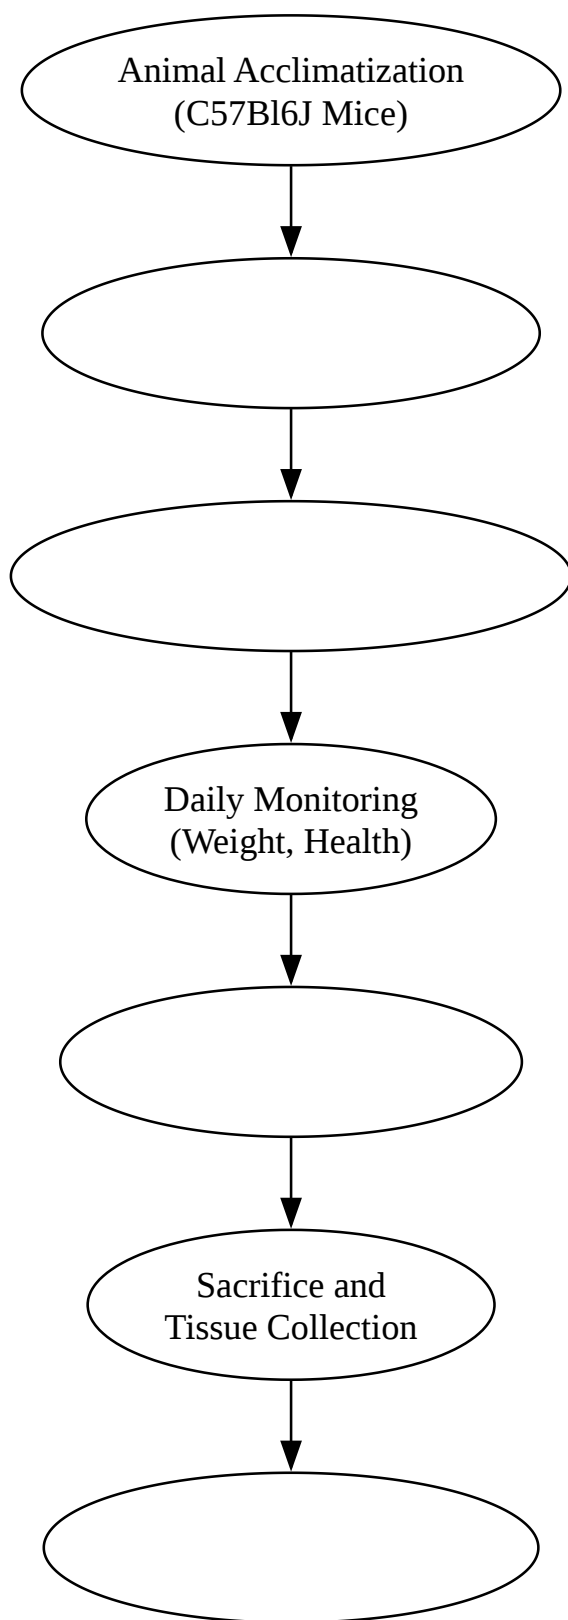 Animal Acclimatization
(C57Bl6J Mice)
Daily Monitoring
(Weight, Health)
Sacrifice and
Tissue Collection